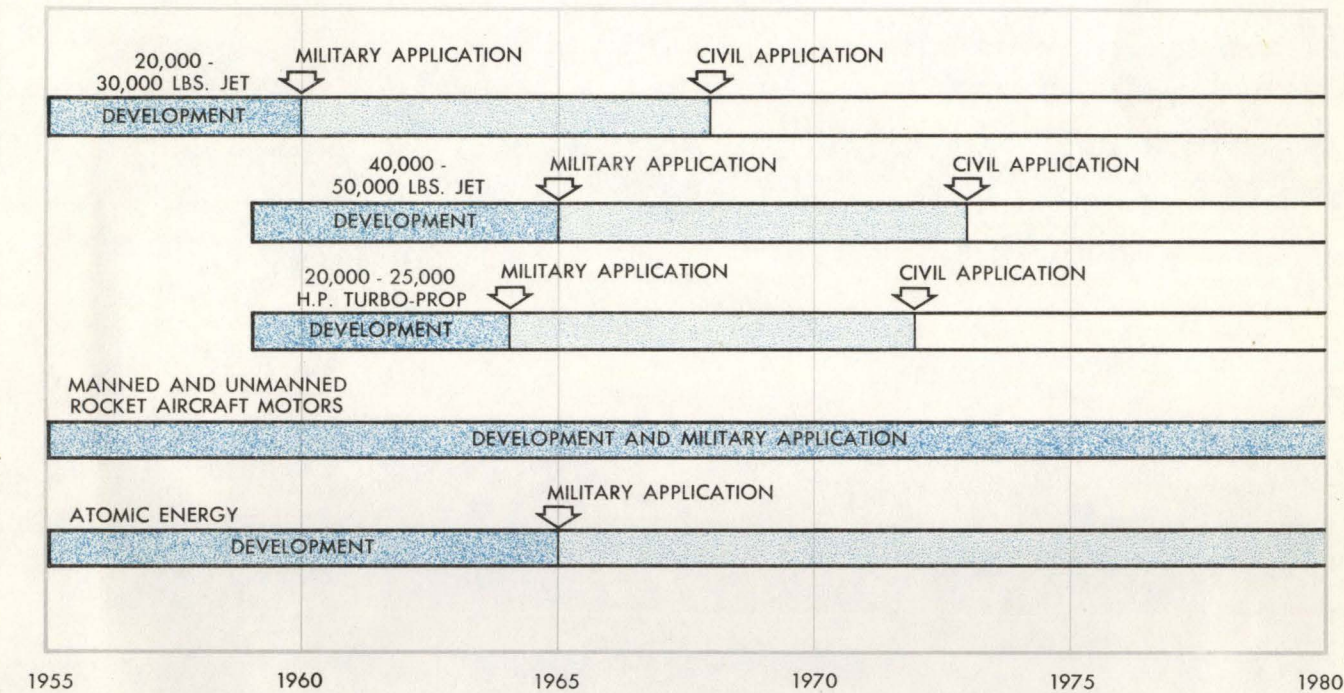 20,000 -
30,000 LBS. JET
MILITARY APPLICATION
CIVIL APPLICATION
DEVELOPMENT
40,000 -
50,000 LBS. JET
MILITARY APPLICATION
CIVIL APPLICATION
DEVELOPMENT
20,000 - 25,000
H.P. TURBO-PROP
MILITARY APPLICATION
CIVIL APPLICATION
DEVELOPMENT
MANNED AND UNMANNED
ROCKET AIRCRAFT MOTORS
DEVELOPMENT AND MILITARY APPLICATION
ATOMIC ENERGY
MILITARY APPLICATION
DEVELOPMENT
1955 1960 1965 1970 1975 1980